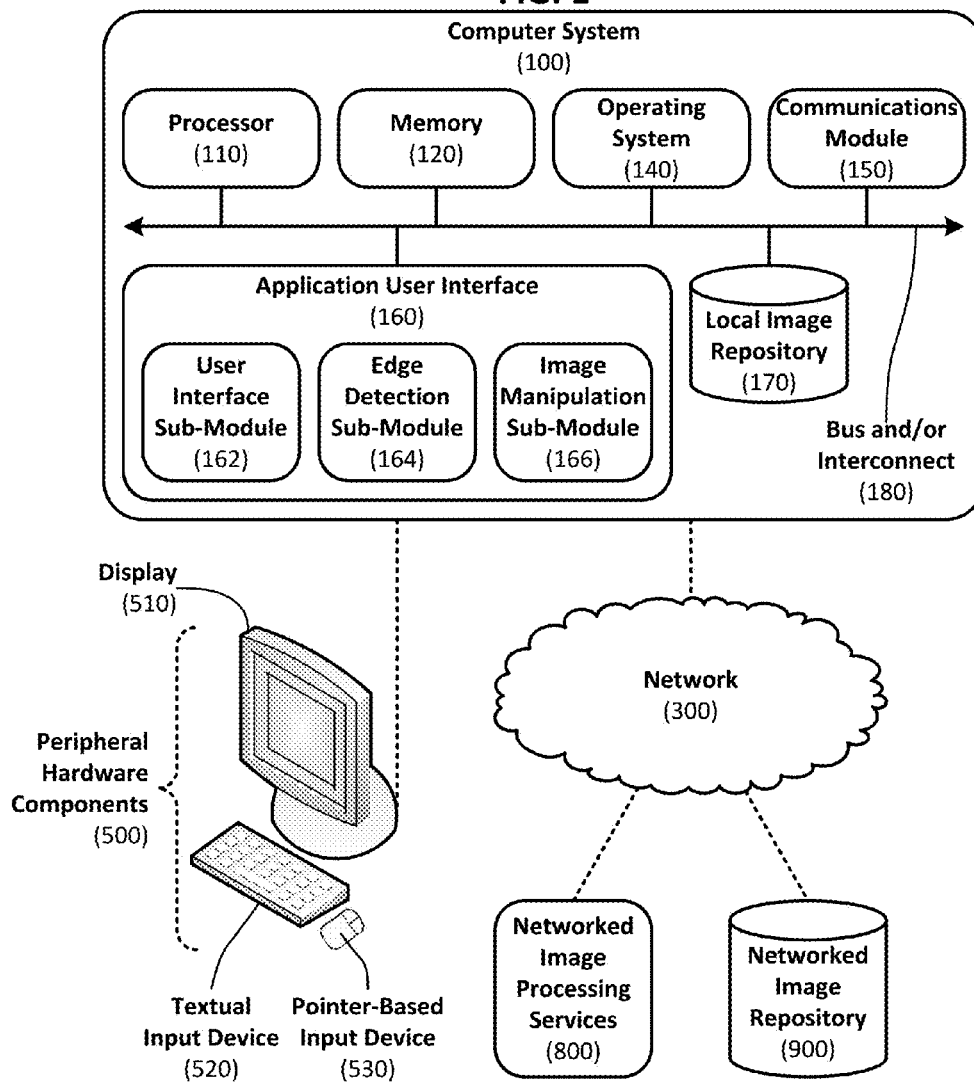 Computer System
(100)
Processor
(110)
Memory
(120)
Operating
System
(140)
Communications
Module
(150)
Application User Interface
(160)
User
Interface
Sub-Module
(162)
Edge
Detection
Sub-Module
(164)
Image
Manipulation
Sub-Module
(166)
Local Image
Repository
(170)
Bus and/or
Interconnect
(180)
Display
(510)
Peripheral
Hardware
Components
(500)
Textual
Input Device
(520)
Pointer-Based
Input Device
(530)
Network
(300)
Networked
Image
Processing
Services
(800)
Networked
Image
Repository
(900)